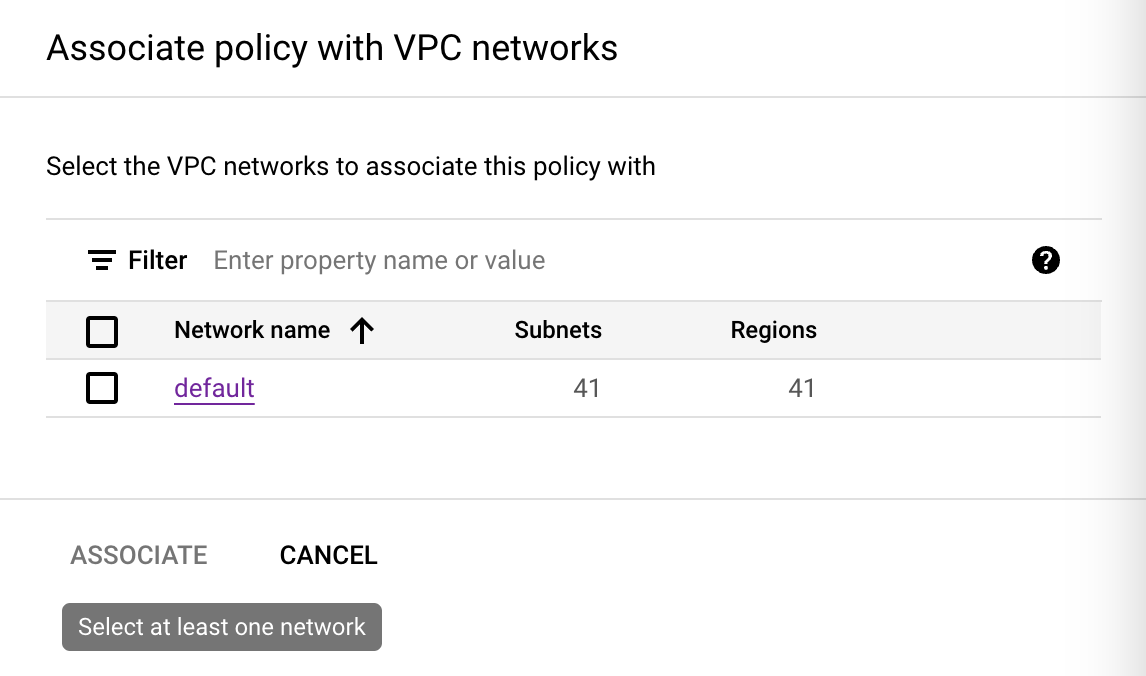 Associate policy with VPC networks
Select the VPC networks to associate this policy with
Filter Enter property name or value ?
Network name Subnets Regions
default 41 41
ASSOCIATE CANCEL
Select at least one network